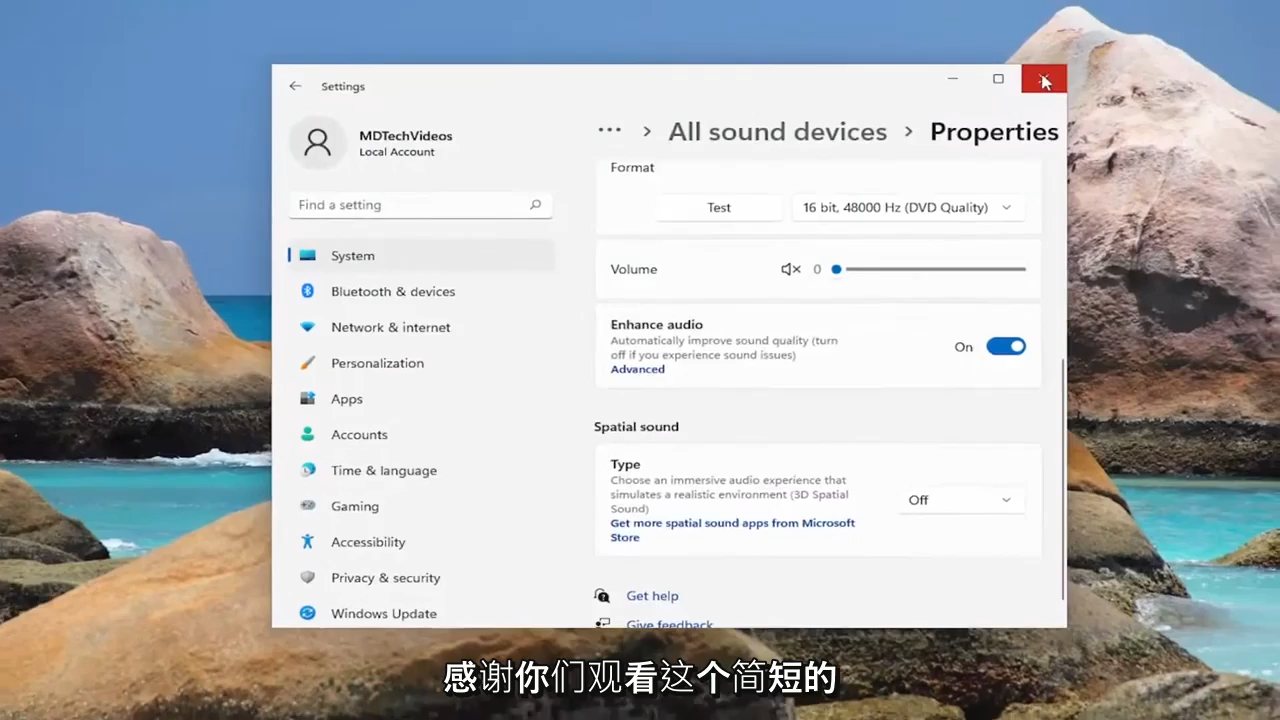 Settings
MDTechVideos
Local Account
Find a setting
System
Bluetooth & devices
Network & internet
Personalization
Apps
Accounts
Time & language
Gaming
Accessibility
Privacy & security
Windows Update
··· > All sound devices > Properties
Format
Test
16 bit, 48000 Hz (DVD Quality)
Volume
0
Enhance audio
Automatically improve sound quality (turn
off if you experience sound issues)
Advanced
On
Spatial sound
Type
Choose an immersive audio experience that
simulates a realistic environment (3D Spatial
Sound)
Get more spatial sound apps from Microsoft
Store
Off
Get help
Give feedback
感谢你们观看这个简短的